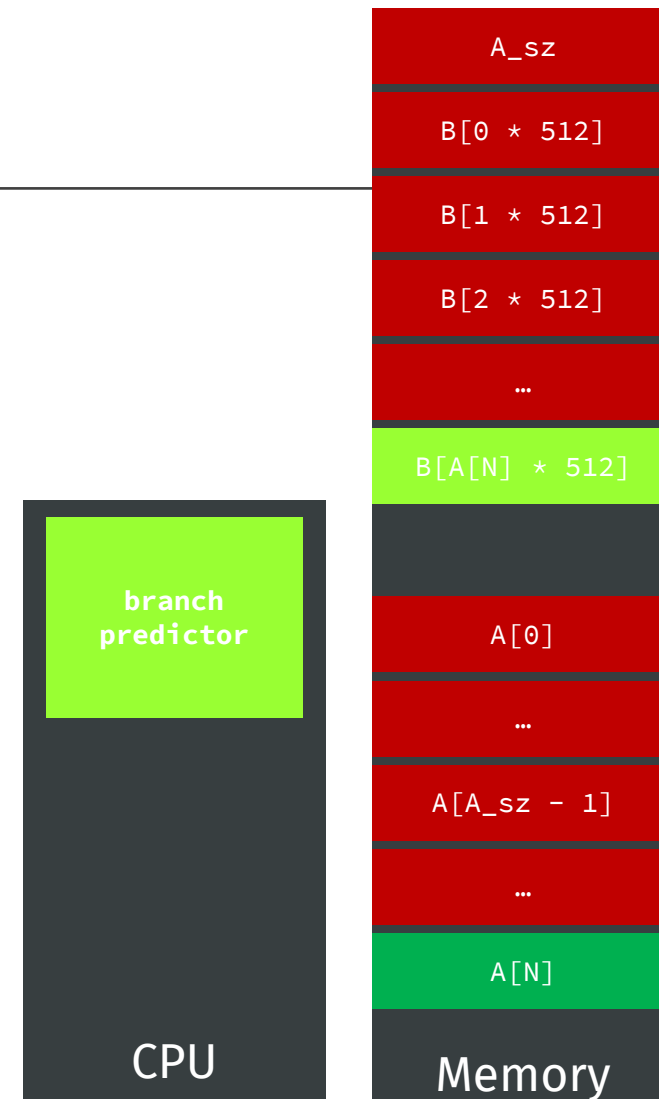 A_sz
B[0 * 512]
B[1 * 512]
B[2 * 512]
…
B[A[N] * 512]
branch
predictor
A[0]
…
A[A_sz - 1]
…
A[N]
CPU
Memory